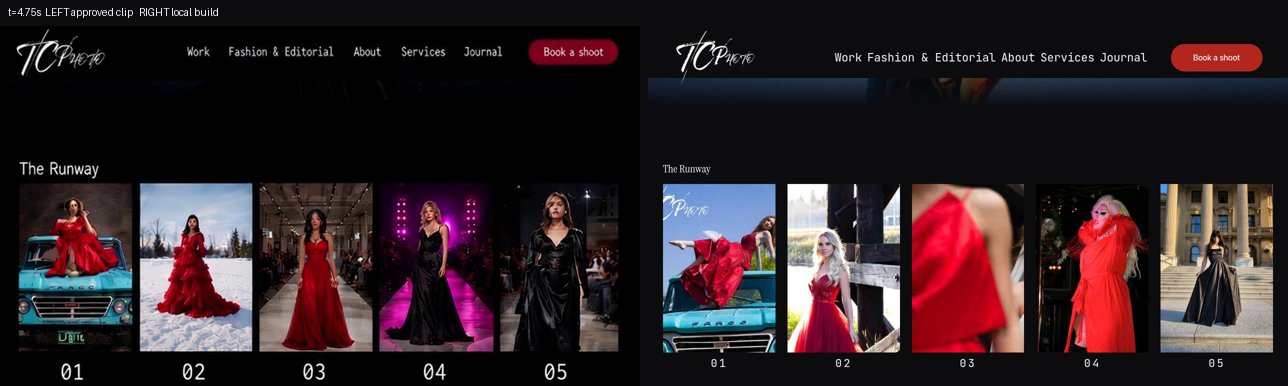 t=4.75s LEFT approved clip RIGHT local build
TCPHOTO Work Fashion & Editorial About Services Journal Book a shoot
TCPHOTO Work Fashion & Editorial About Services Journal Book a shoot
The Runway
The Runway
TCPHOTO
01 02 03 04 05
01 02 03 04 05